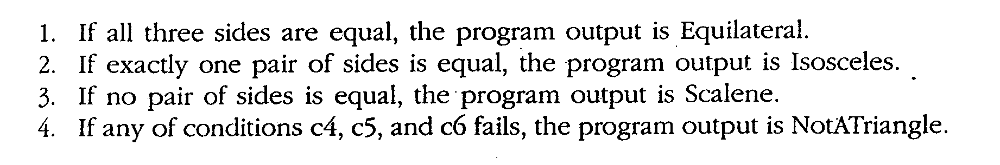 1. If all three sides are equal, the program output is Equilateral.
2. If exactly one pair of sides is equal, the program output is Isosceles.
3. If no pair of sides is equal, the program output is Scalene.
4. If any of conditions c4, c5, and c6 fails, the program output is NotATriangle.